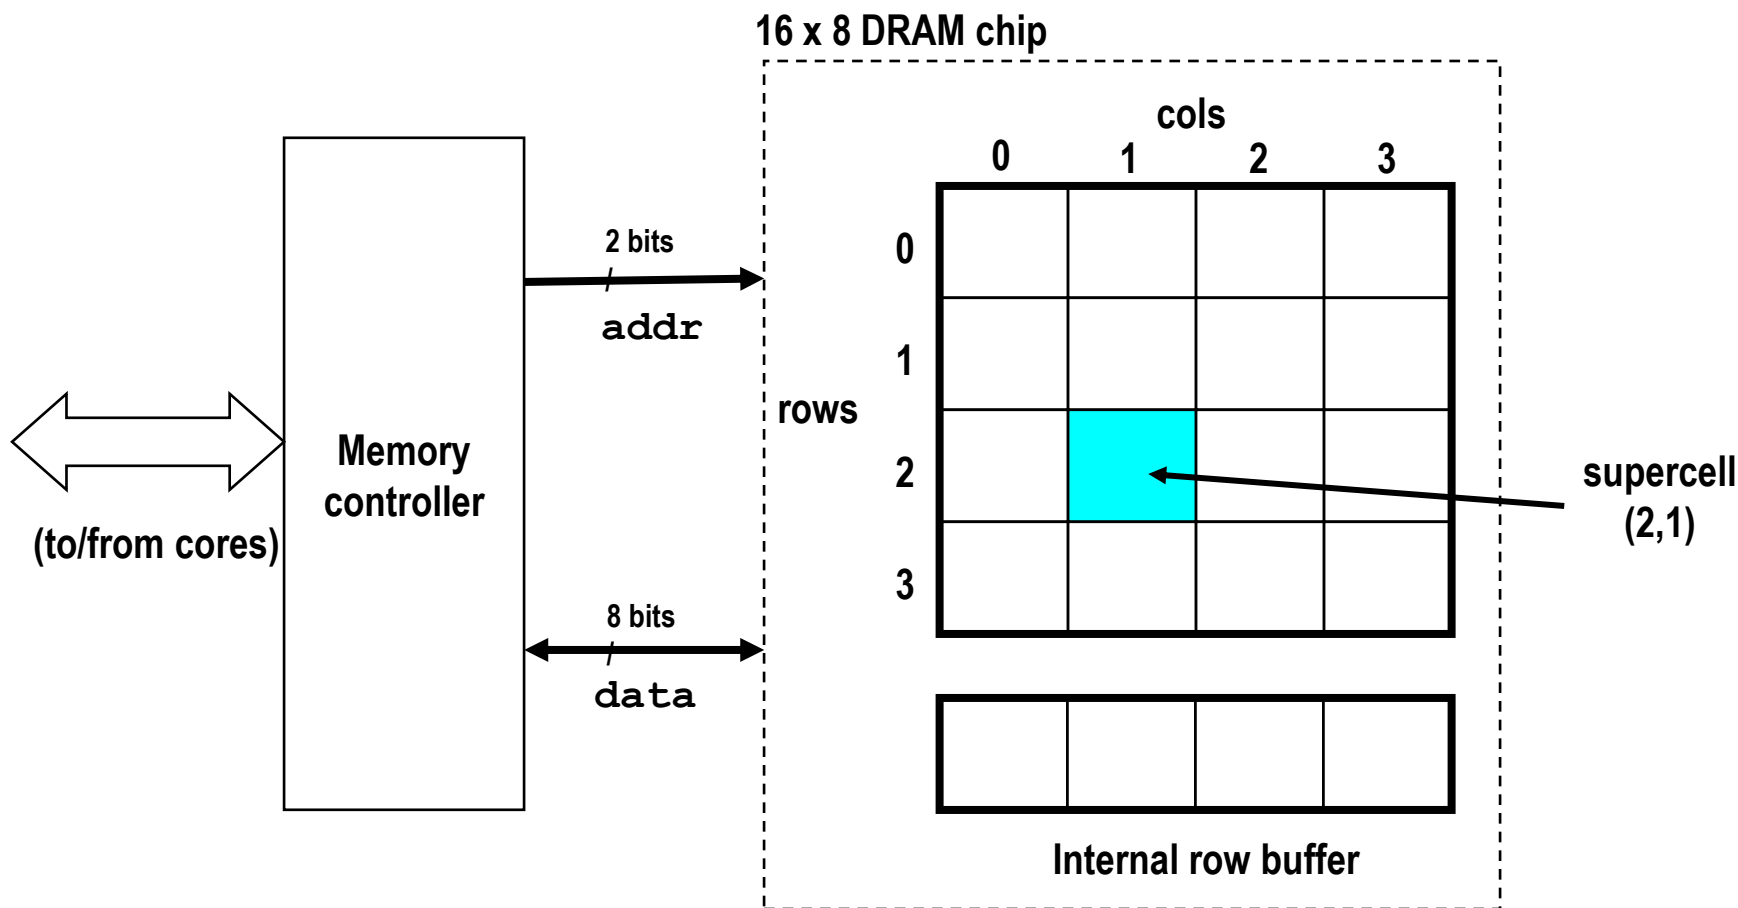 16 x 8 DRAM chip
cols
0 1 2 3
2 bits
addr
0
1
rows
2
3
Memory
controller
(to/from cores)
supercell
(2,1)
8 bits
data
Internal row buffer